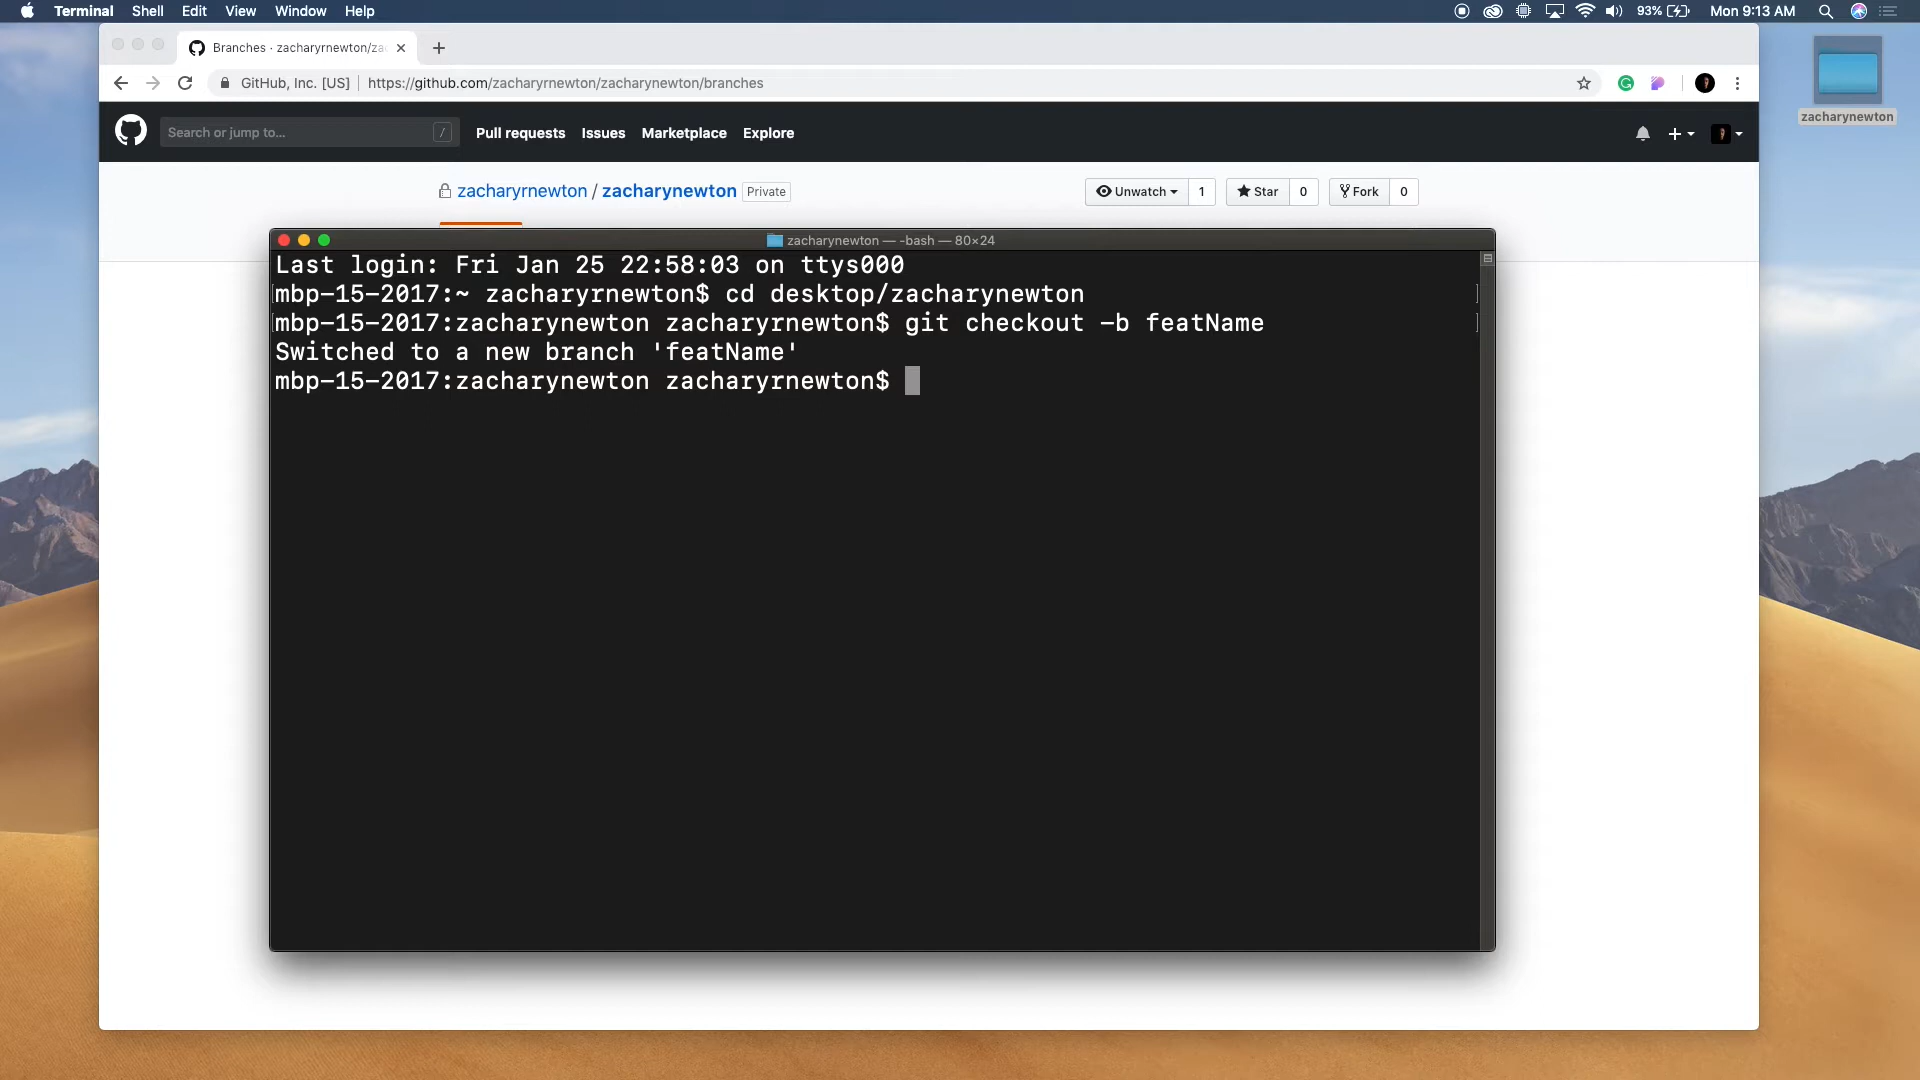 Terminal Shell Edit View Window Help 93% Mon 9:13 AM
Branches · zacharyrnewton/za
GitHub, Inc. [US] https://github.com/zacharyrnewton/zacharynewton/branches
Search or jump to... / Pull requests Issues Marketplace Explore
zacharynewton
zacharyrnewton / zacharynewton Private Unwatch 1 Star 0 Fork 0
zacharynewton — -bash — 80×24
Last login: Fri Jan 25 22:58:03 on ttys000
mbp-15-2017:~ zacharyrnewton$ cd desktop/zacharynewton
mbp-15-2017:zacharynewton zacharyrnewton$ git checkout -b featName
Switched to a new branch 'featName'
mbp-15-2017:zacharynewton zacharyrnewton$